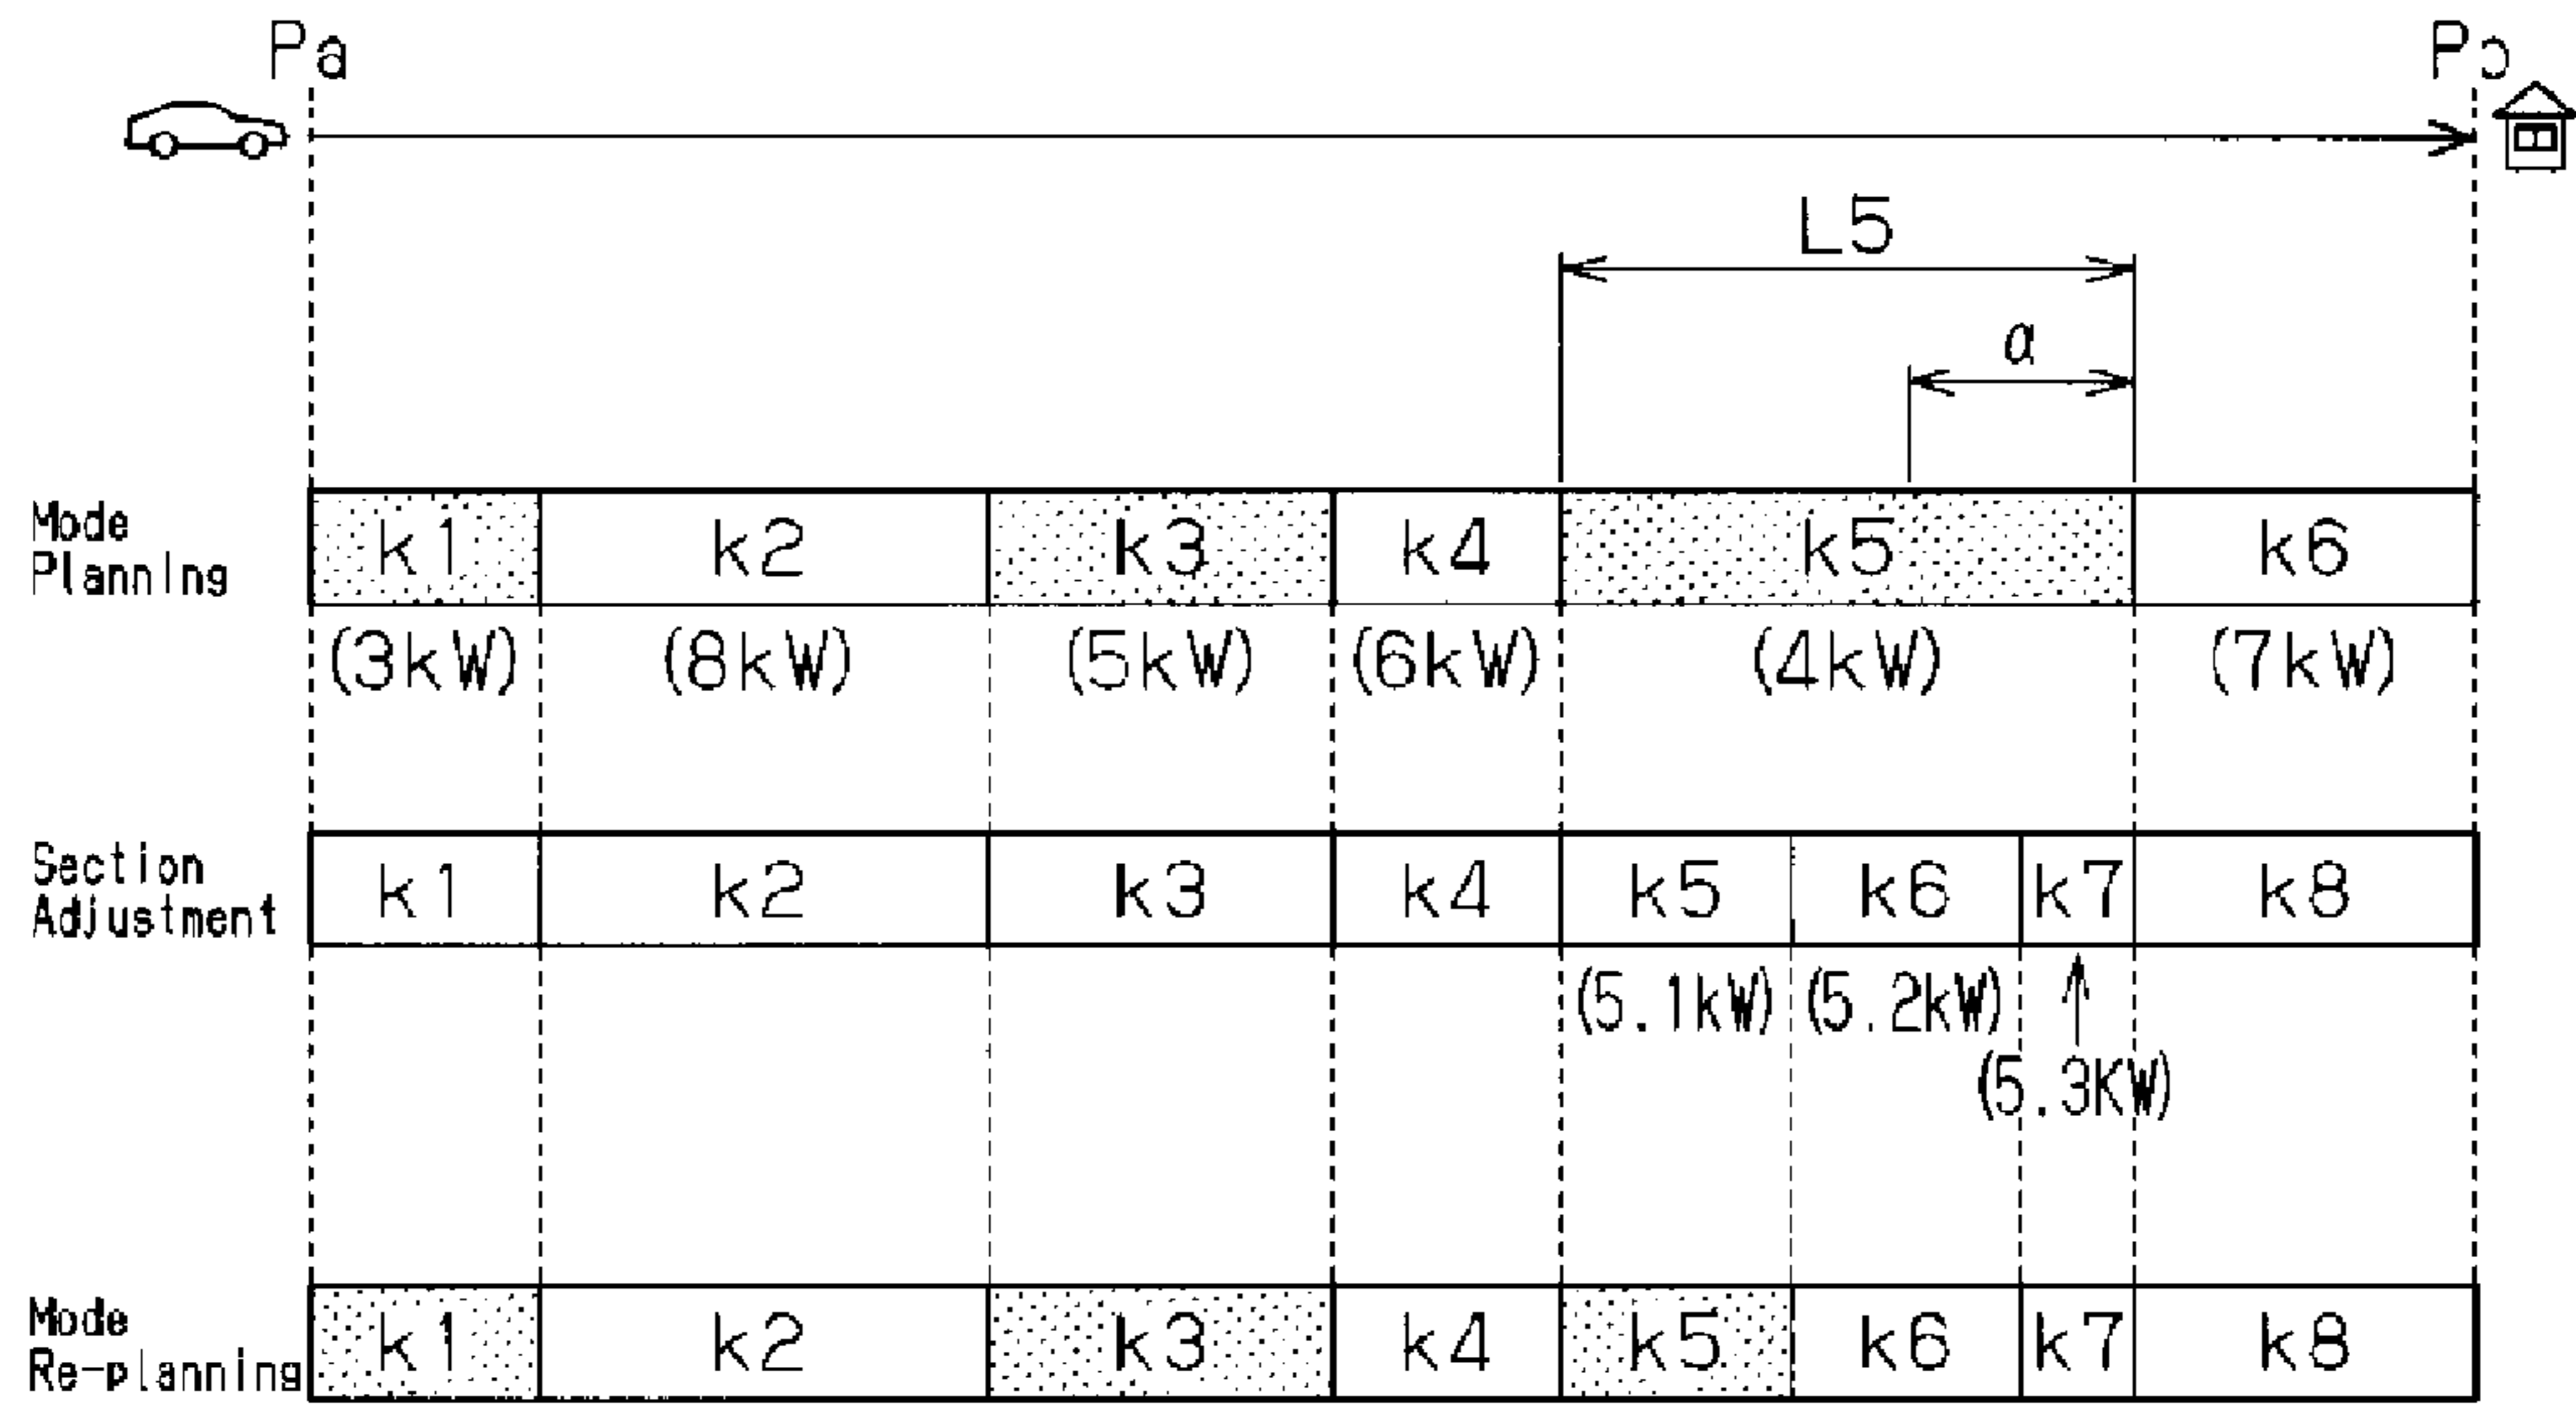 Pa
Pb
L5
α
Mode
Planning
k1 k2 k3 k4 k5 k6
(3kW) (8kW) (5kW) (6kW) (4kW) (7kW)
Section
Adjustment
k1 k2 k3 k4 k5 k6 k7 k8
(5.1kW) (5.2kW)
(5.3KW)
Mode
Re-planning
k1 k2 k3 k4 k5 k6 k7 k8